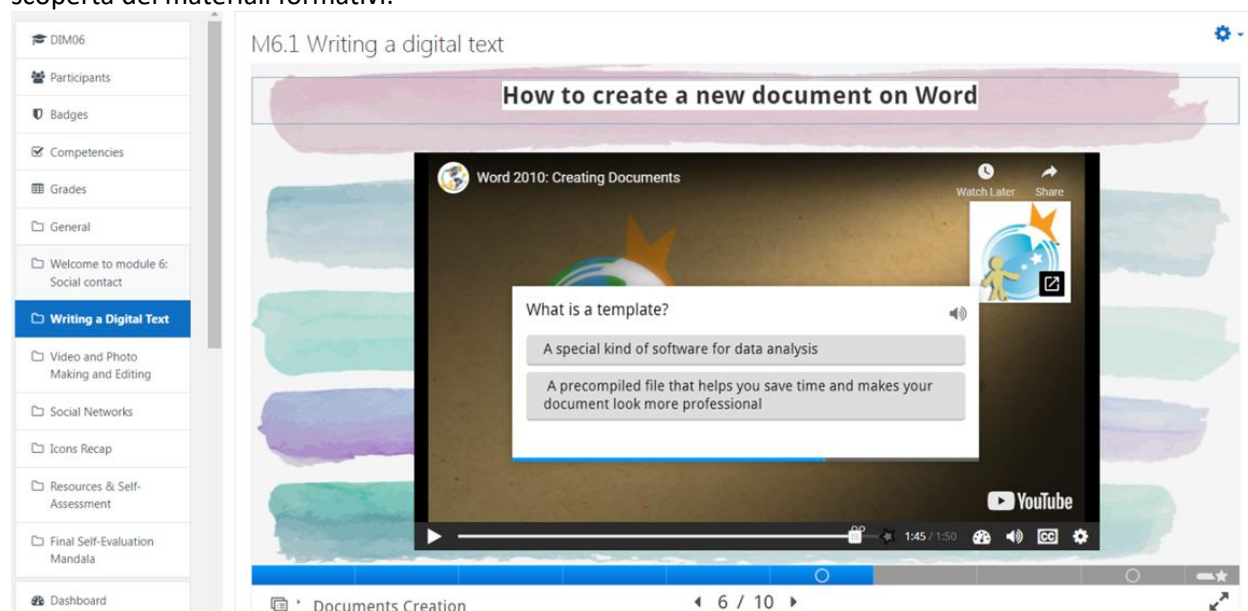 scoperta dei materiali formativi.
DIM06
Participants
Badges
Competencies
Grades
General
Welcome to module 6:
Social contact
Writing a Digital Text
Video and Photo
Making and Editing
Social Networks
Icons Recap
Resources & Self-
Assessment
Final Self-Evaluation
Mandala
Dashboard
M6.1 Writing a digital text
How to create a new document on Word
Word 2010: Creating Documents
Watch Later
Share
What is a template?
A special kind of software for data analysis
A precompiled file that helps you save time and makes your
document look more professional
YouTube
1:45 / 1:50
CC
Documents Creation
6 / 10